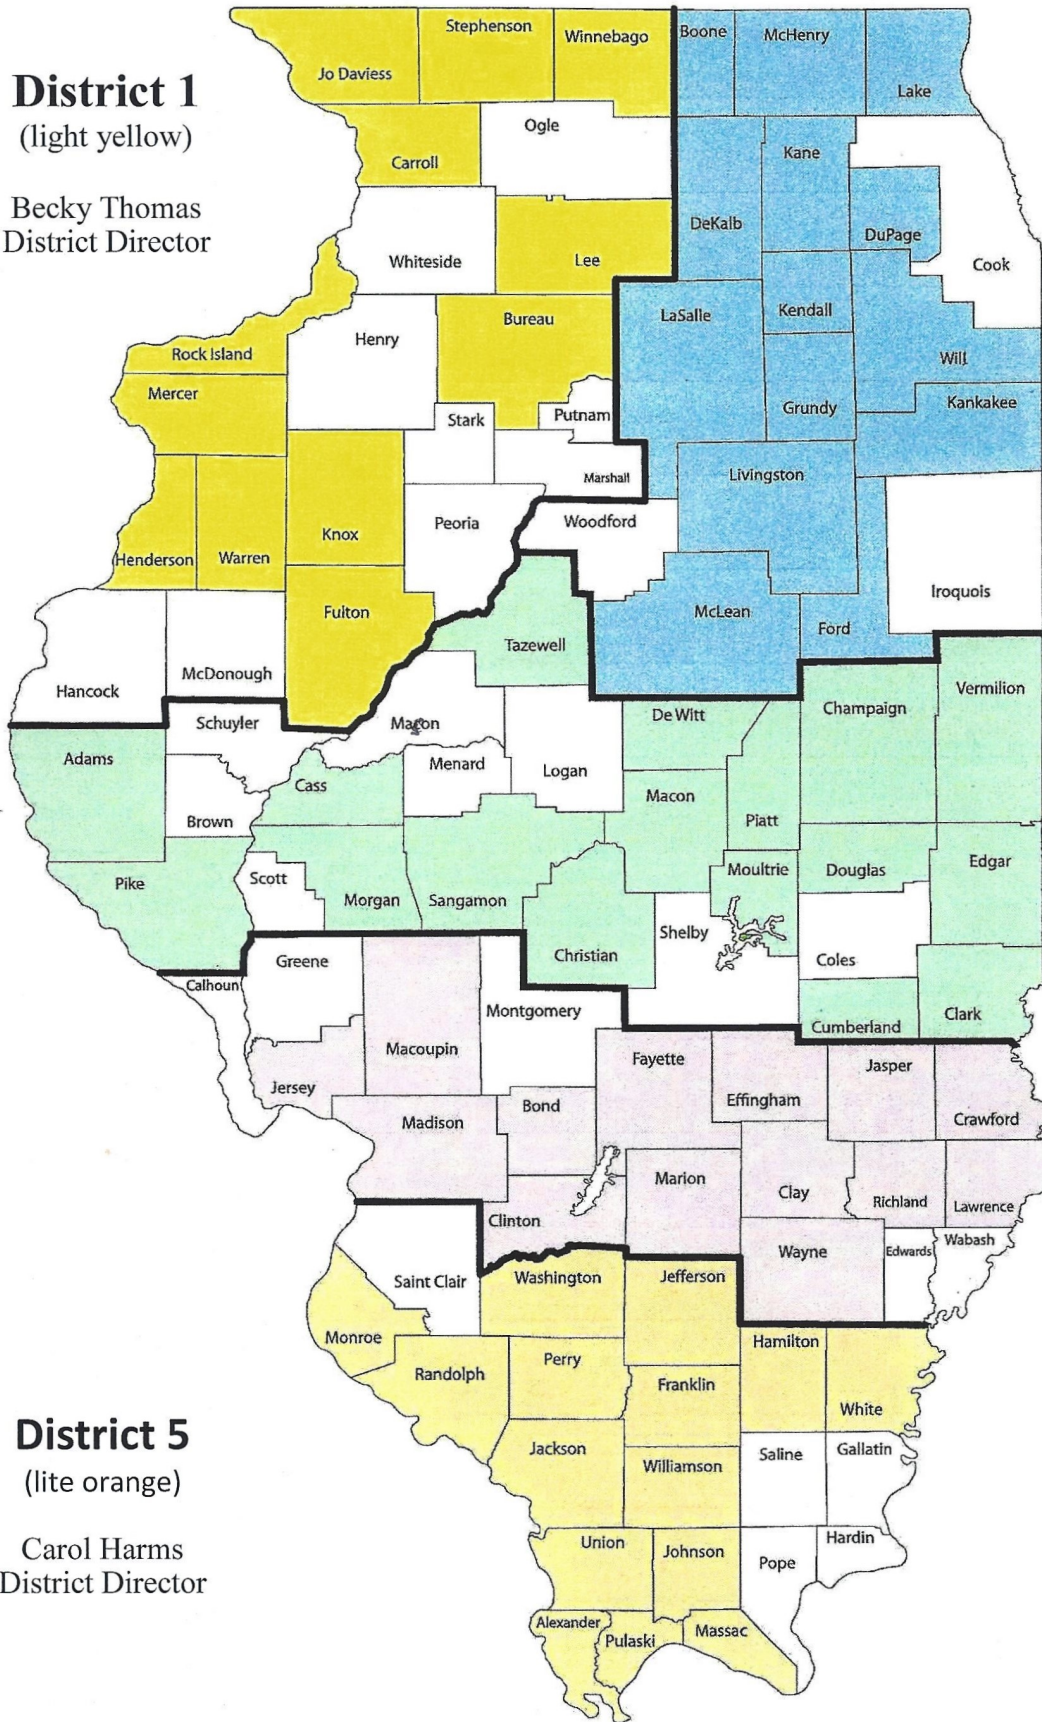 District 1
(light yellow)
Becky Thomas
District Director
Jo Daviess
Stephenson
Winnebago
Boone
McHenry
Lake
Carroll
Ogle
DeKalb
Kane
DuPage
Cook
Whiteside
Lee
Rock Island
Henry
Bureau
LaSalle
Kendall
Will
Mercer
Stark
Putnam
Grundy
Kankakee
Henderson
Warren
Knox
Peoria
Marshall
Woodford
Livingston
Iroquois
Fulton
Tazewell
McLean
Ford
Hancock
McDonough
Schuyler
Macon
De Witt
Champaign
Vermilion
Adams
Cass
Menard
Logan
Macon
Piatt
Brown
Pike
Scott
Morgan
Sangamon
Moultrie
Douglas
Edgar
Christian
Shelby
Coles
Calhoun
Greene
Montgomery
Cumberland
Clark
Macoupin
Fayette
Jasper
Jersey
Bond
Effingham
Crawford
Madison
Marion
Clay
Richland
Lawrence
Clinton
Wayne
Edwards
Wabash
Saint Clair
Washington
Jefferson
Monroe
Randolph
Perry
Franklin
Hamilton
White
District 5
(lite orange)
Carol Harms
District Director
Jackson
Williamson
Saline
Gallatin
Union
Johnson
Pope
Hardin
Alexander
Pulaski
Massac